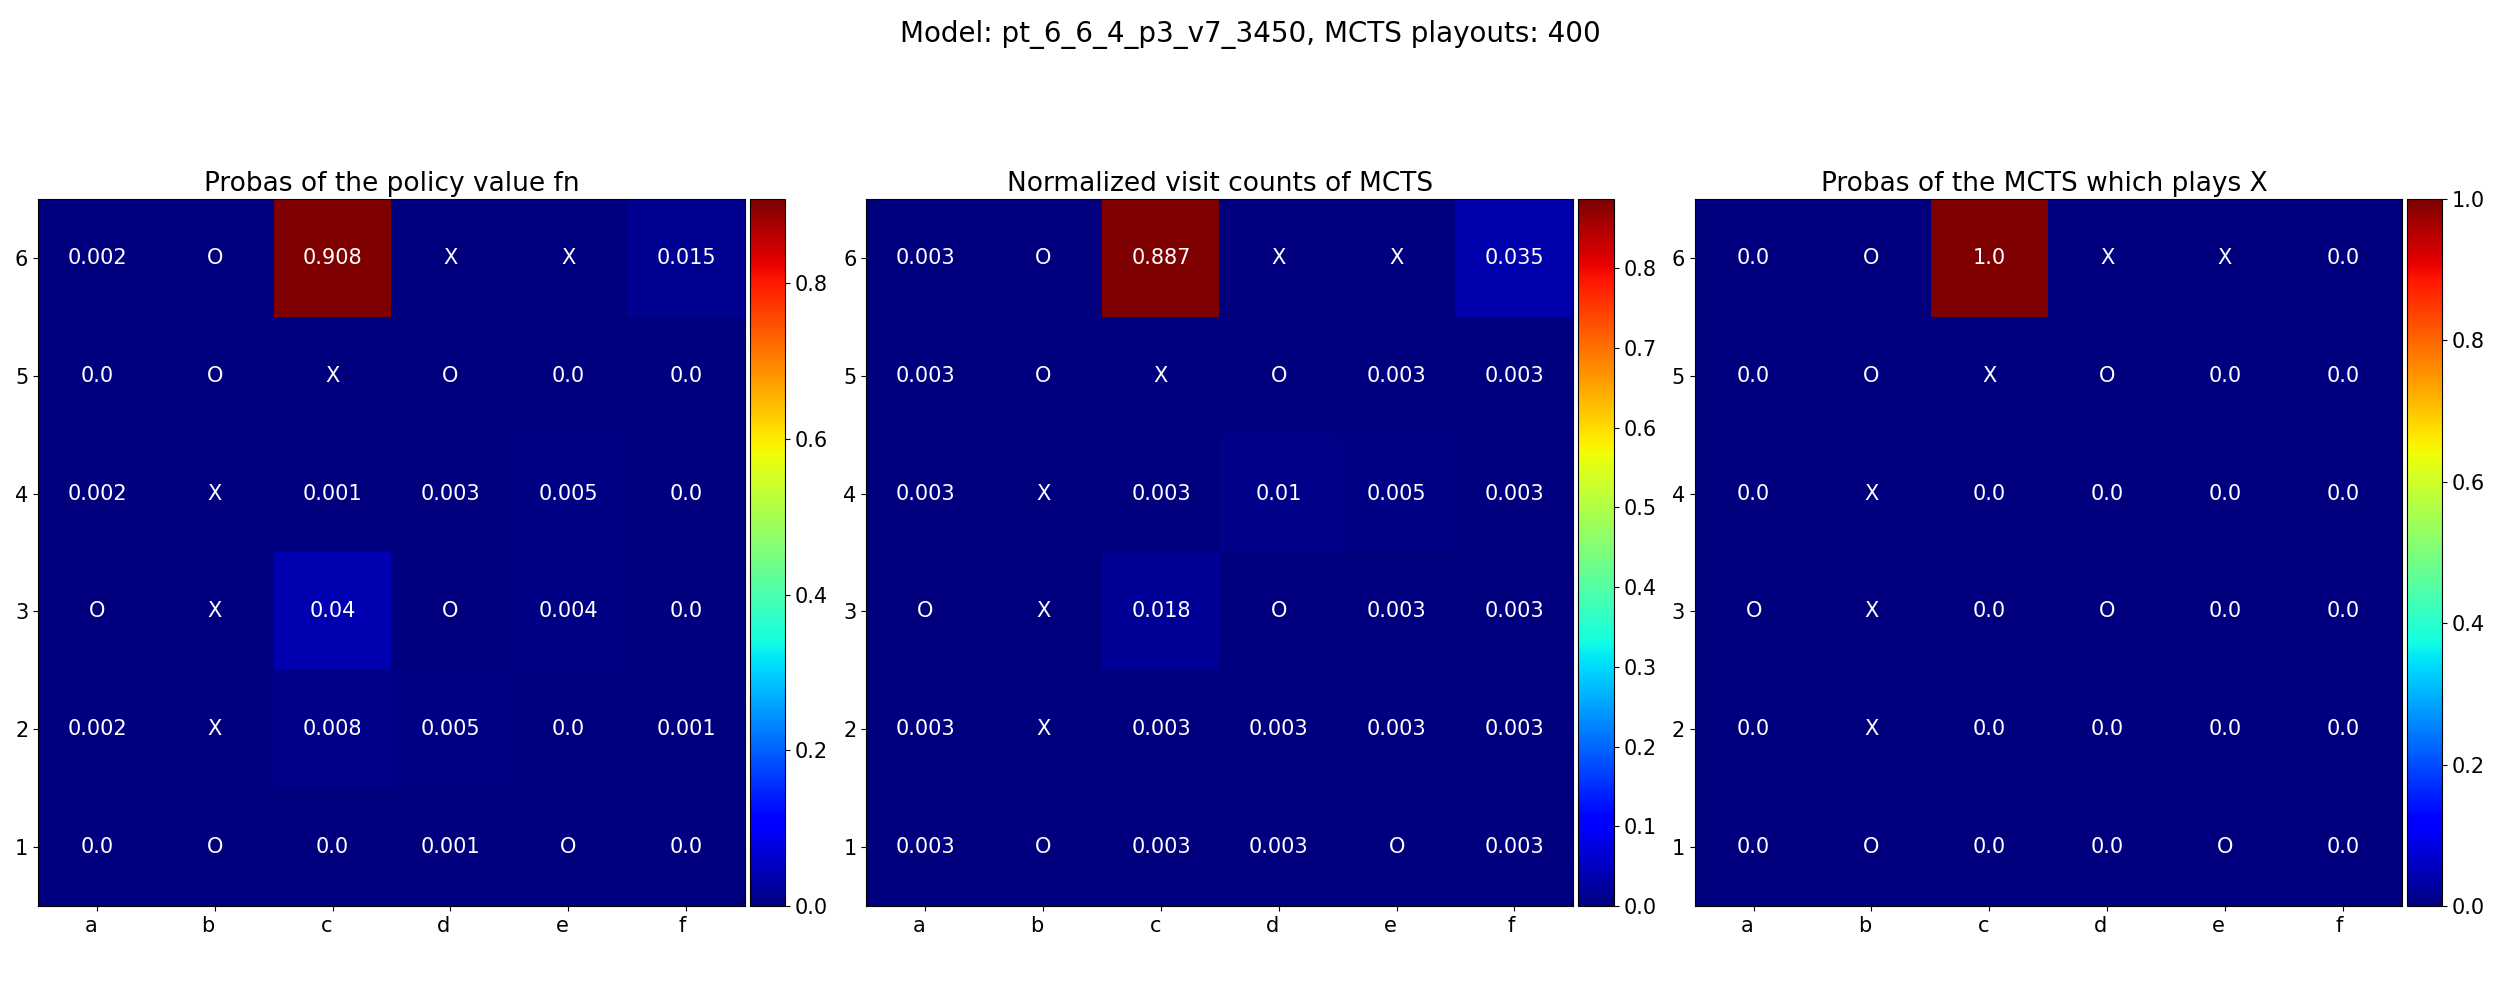 Model: pt_6_6_4_p3_v7_3450, MCTS playouts: 400
Probas of the policy value fn
6 0.002 O 0.908 X X 0.015
5 0.0 O X O 0.0 0.0
4 0.002 X 0.001 0.003 0.005 0.0
3 O X 0.04 O 0.004 0.0
2 0.002 X 0.008 0.005 0.0 0.001
1 0.0 O 0.0 0.001 O 0.0
a b c d e f
0.8
0.6
0.4
0.2
0.0
Normalized visit counts of MCTS
6 0.003 O 0.887 X X 0.035
5 0.003 O X O 0.003 0.003
4 0.003 X 0.003 0.01 0.005 0.003
3 O X 0.018 O 0.003 0.003
2 0.003 X 0.003 0.003 0.003 0.003
1 0.003 O 0.003 0.003 O 0.003
a b c d e f
0.8
0.7
0.6
0.5
0.4
0.3
0.2
0.1
0.0
Probas of the MCTS which plays X
6 0.0 O 1.0 X X 0.0
5 0.0 O X O 0.0 0.0
4 0.0 X 0.0 0.0 0.0 0.0
3 O X 0.0 O 0.0 0.0
2 0.0 X 0.0 0.0 0.0 0.0
1 0.0 O 0.0 0.0 O 0.0
a b c d e f
1.0
0.8
0.6
0.4
0.2
0.0